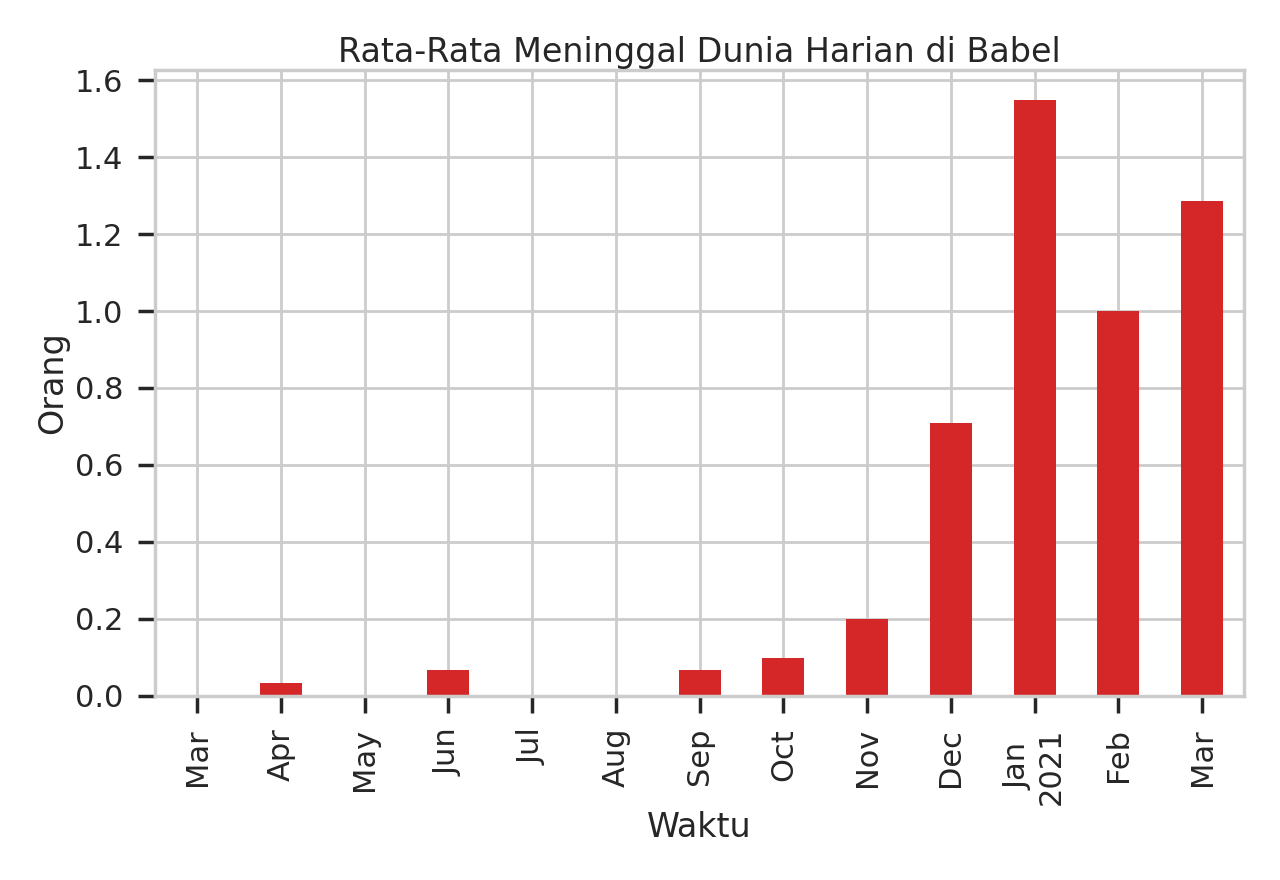 Rata-Rata Meninggal Dunia Harian di Babel
1.6
1.4
1.2
1.0
0.8
0.6
0.4
0.2
0.0
Orang
Mar
Apr
May
Jun
Jul
Aug
Sep
Oct
Nov
Dec
Jan
2021
Feb
Mar
Waktu